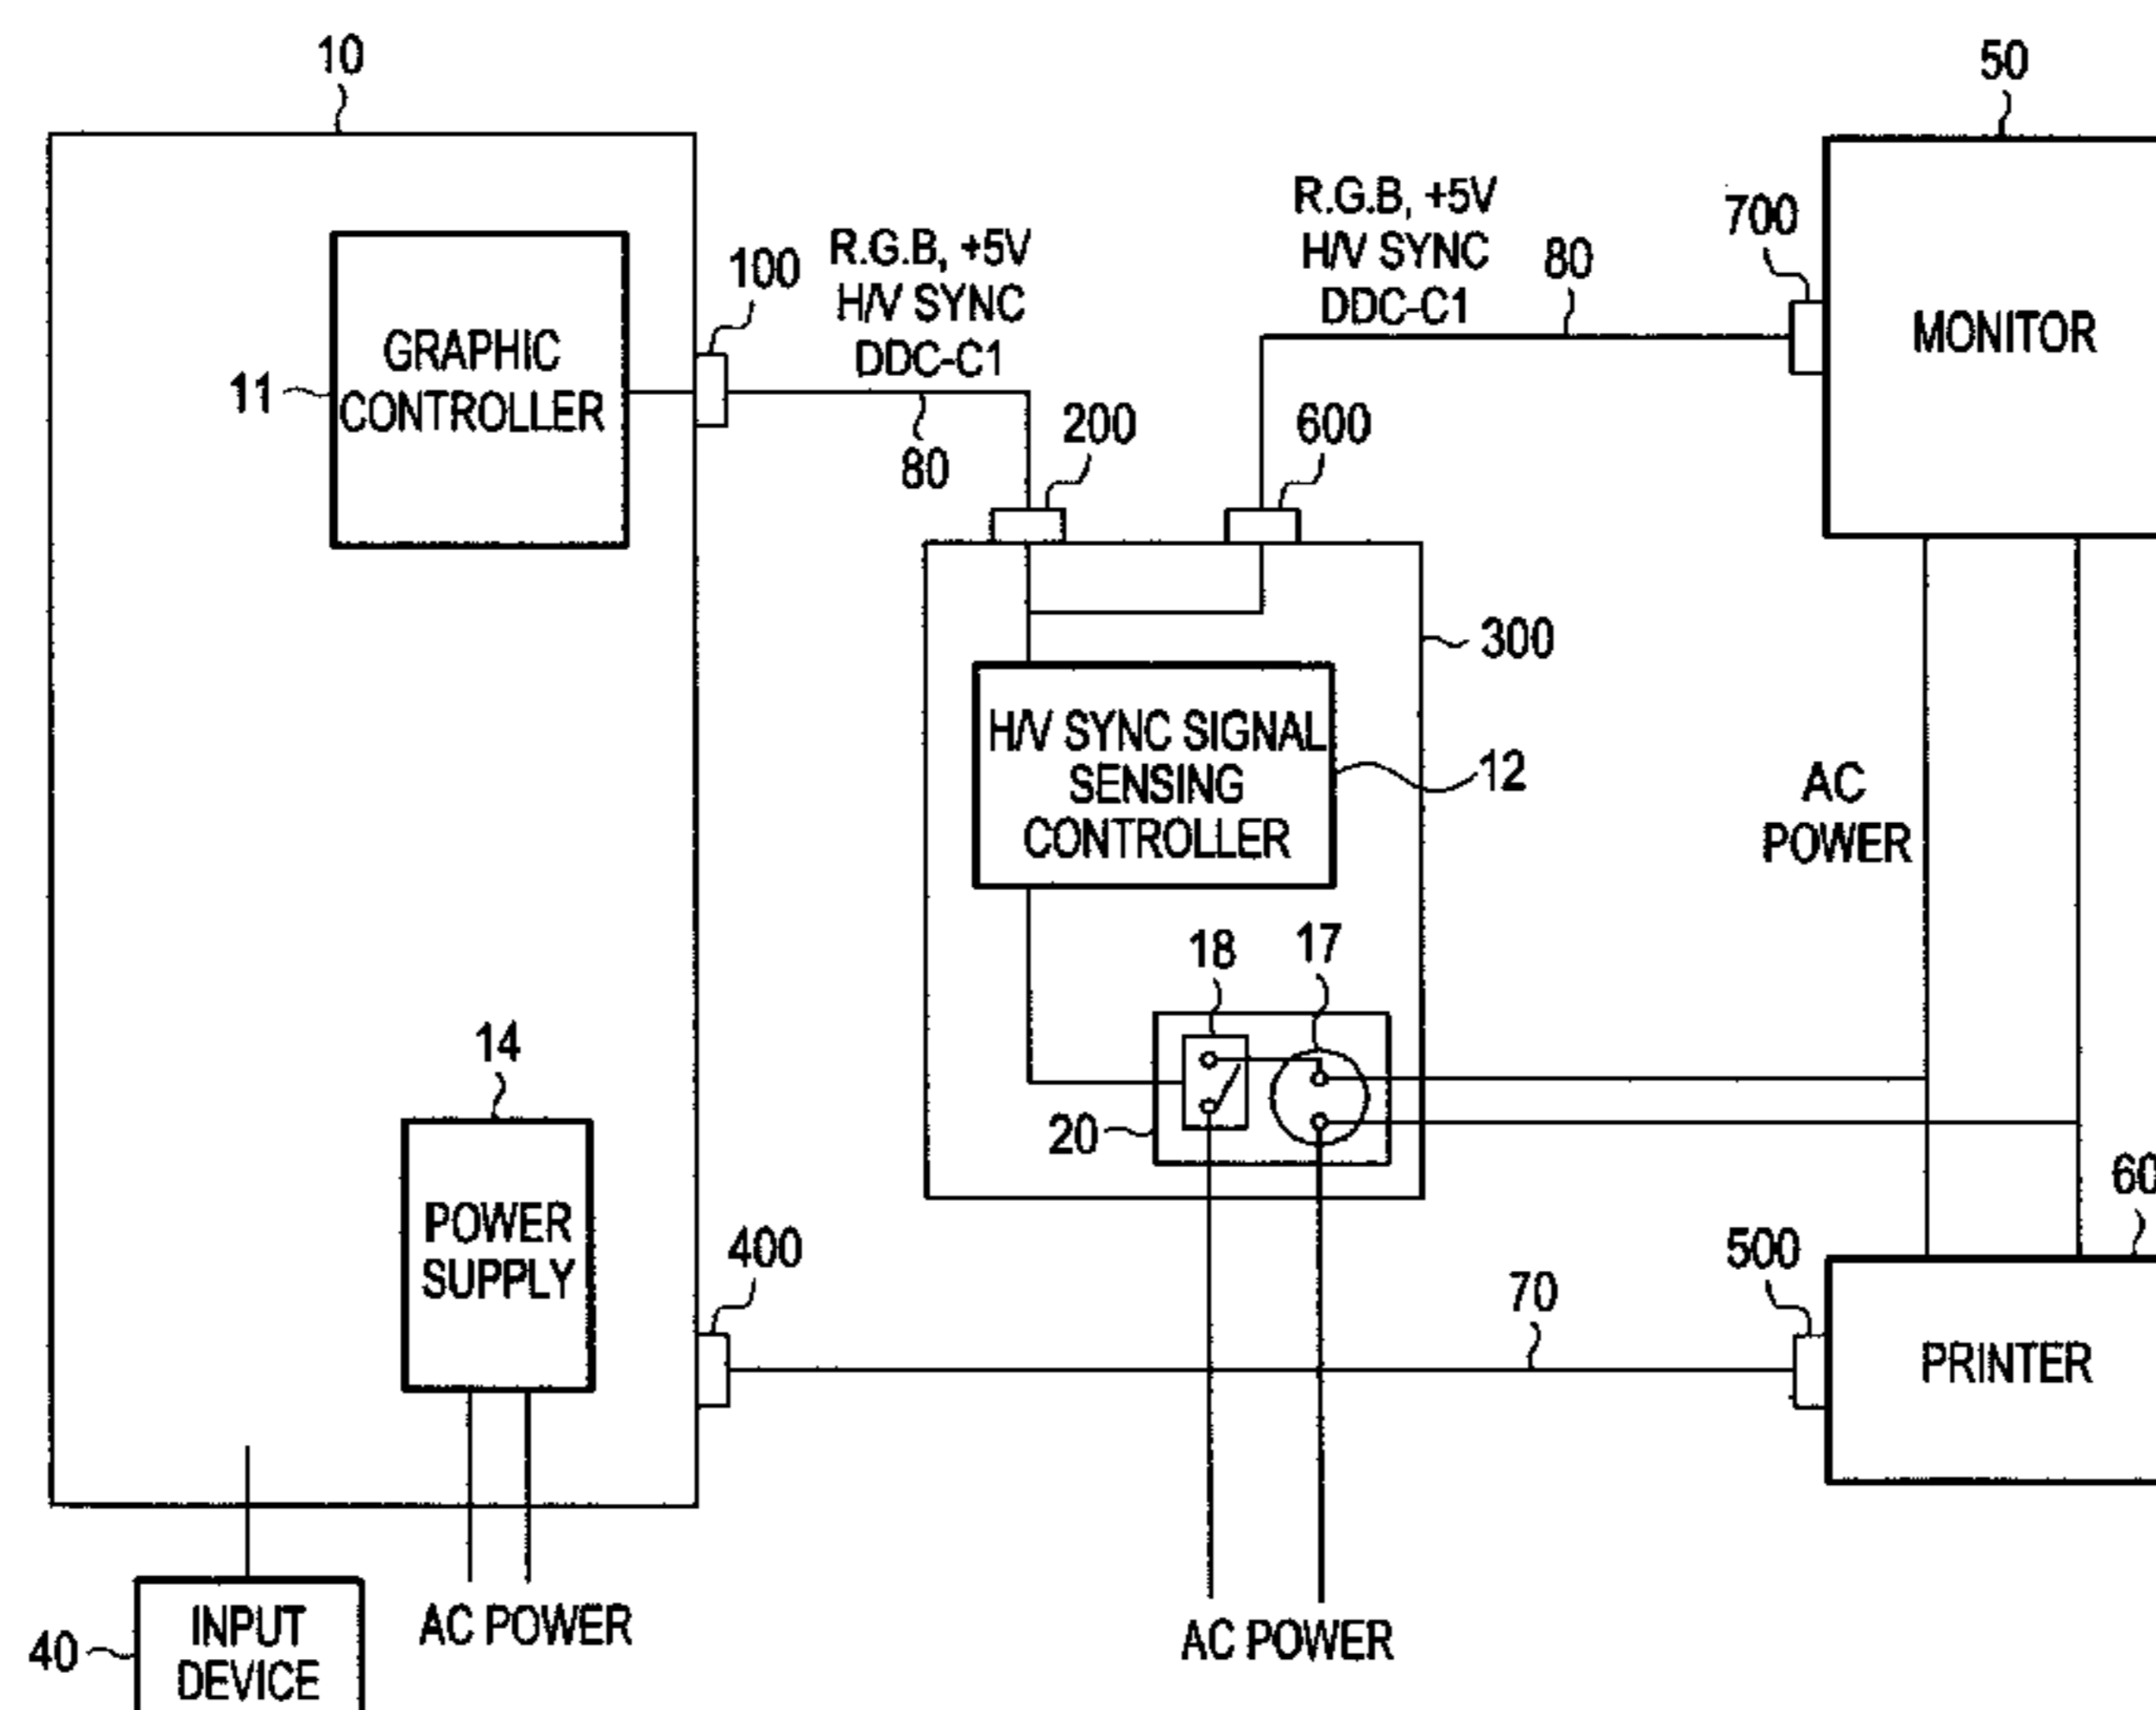 10
50
R.G.B, +5V
H/V SYNC
DDC-C1
80
700
MONITOR
100
R.G.B, +5V
H/V SYNC
DDC-C1
80
11
GRAPHIC
CONTROLLER
200
600
300
H/V SYNC SIGNAL
SENSING
CONTROLLER
12
AC
POWER
18
17
20
14
POWER
SUPPLY
400
70
500
60
PRINTER
AC POWER
AC POWER
40
INPUT
DEVICE